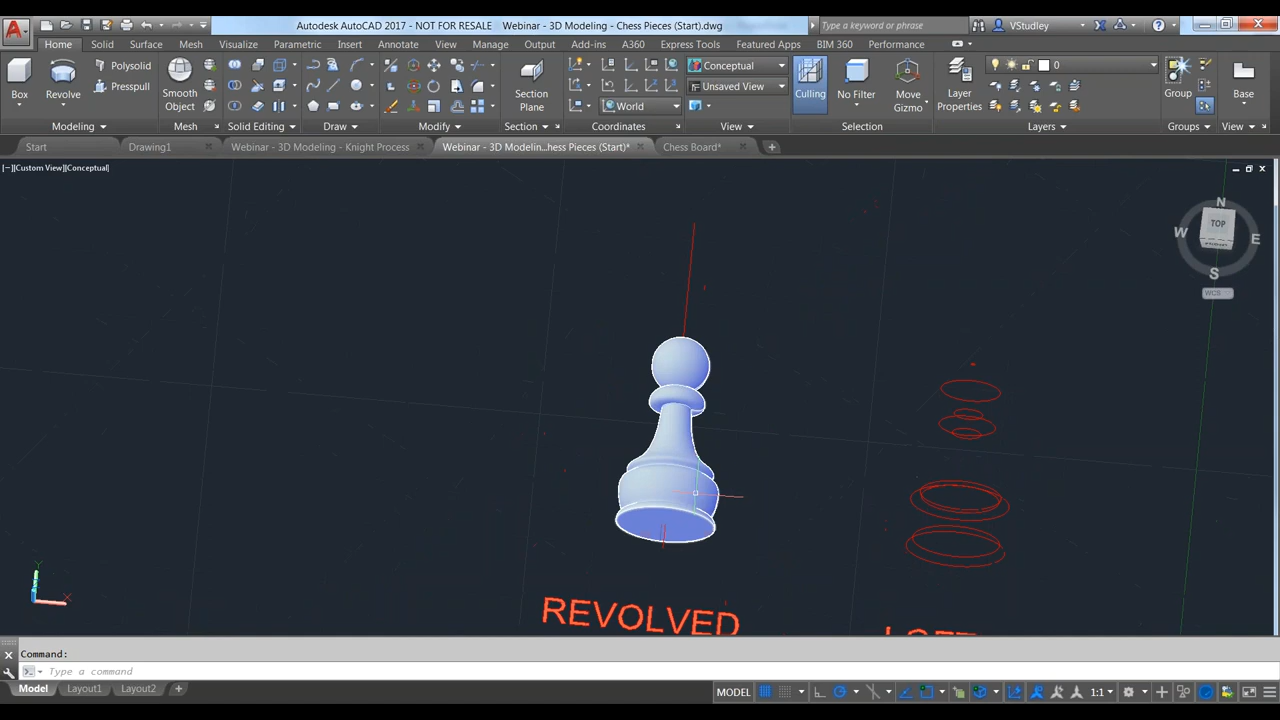 Autodesk AutoCAD 2017 - NOT FOR RESALE Webinar - 3D Modeling - Chess Pieces (Start).dwg
Type a keyword or phrase
VStudley
Home Solid Surface Mesh Visualize Parametric Insert Annotate View Manage Output Add-ins A360 Express Tools Featured Apps BIM 360 Performance
Box
Revolve
Polysolid
Presspull
Smooth Object
Section Plane
World
Conceptual
Unsaved View
Culling
No Filter
Move Gizmo
Layer Properties
0
Group
Base
Modeling Mesh Solid Editing Draw Modify Section Coordinates View Selection Layers Groups View
Start Drawing1 Webinar - 3D Modeling - Knight Process Webinar - 3D Modelin...hess Pieces (Start)* Chess Board*
[−][Custom View][Conceptual]
N
W TOP E
S
WCS
Y
X
REVOLVED
Command:
Type a command
Model Layout1 Layout2
MODEL 1:1